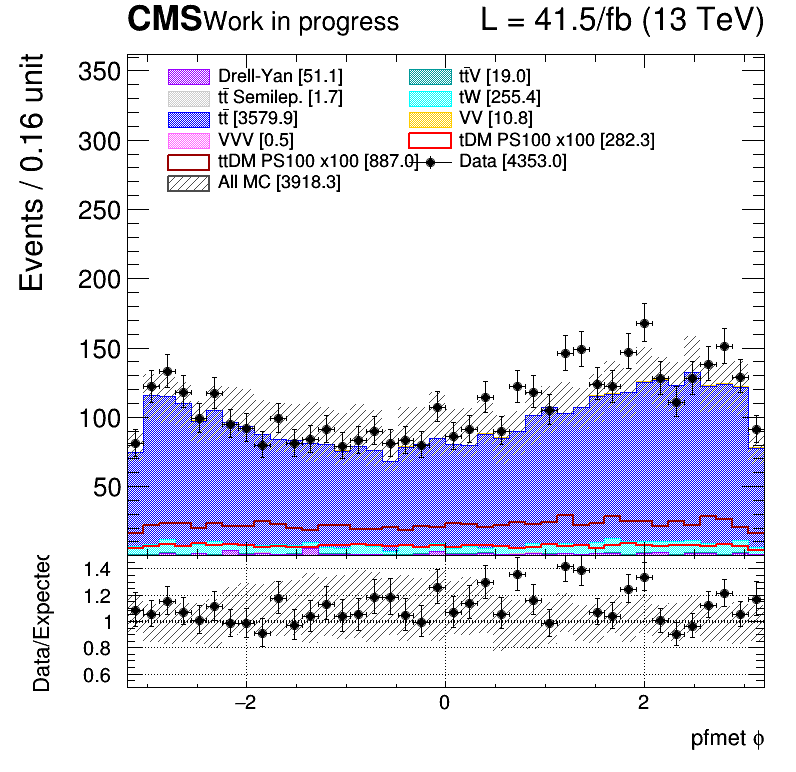 CMS Work in progress L = 41.5/fb (13 TeV)
Events / 0.16 unit
350
300
250
200
150
100
50
Drell-Yan [51.1]
tt̄V [19.0]
tt̄ Semilep. [1.7]
tW [255.4]
tt̄ [3579.9]
VV [10.8]
VVV [0.5]
tDM PS100 x100 [282.3]
ttDM PS100 x100 [887.0]
Data [4353.0]
All MC [3918.3]
Data/Expected
1.4
1.2
1
0.8
0.6
−2 0 2
pfmet ϕ